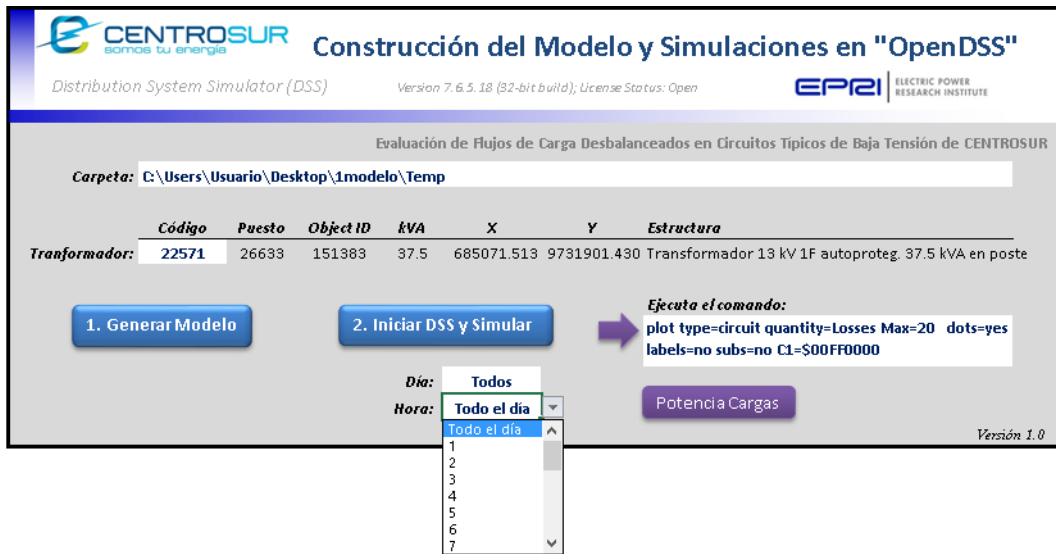 CENTROSUR
somos tu energía
Construcción del Modelo y Simulaciones en "OpenDSS"
Distribution System Simulator (DSS)
Version 7.6.5.18 (32-bit build); License Status: Open
EPRI ELECTRIC POWER
RESEARCH INSTITUTE
Evaluación de Flujos de Carga Desbalanceados en Circuitos Típicos de Baja Tensión de CENTROSUR
Carpeta: C:\Users\Usuario\Desktop\1modelo\Temp
Código Puesto Object ID kVA X Y Estructura
Tranformador: 22571 26633 151383 37.5 685071.513 9731901.430 Transformador 13 kV 1F autoproteg. 37.5 kVA en poste
1. Generar Modelo
2. Iniciar DSS y Simular
Ejecuta el comando:
plot type=circuit quantity=Losses Max=20 dots=yes
labels=no subs=no C1=$00FF0000
Día: Todos
Hora: Todo el día
Potencia Cargas
Todo el día
1
2
3
4
5
6
7
Versión 1.0